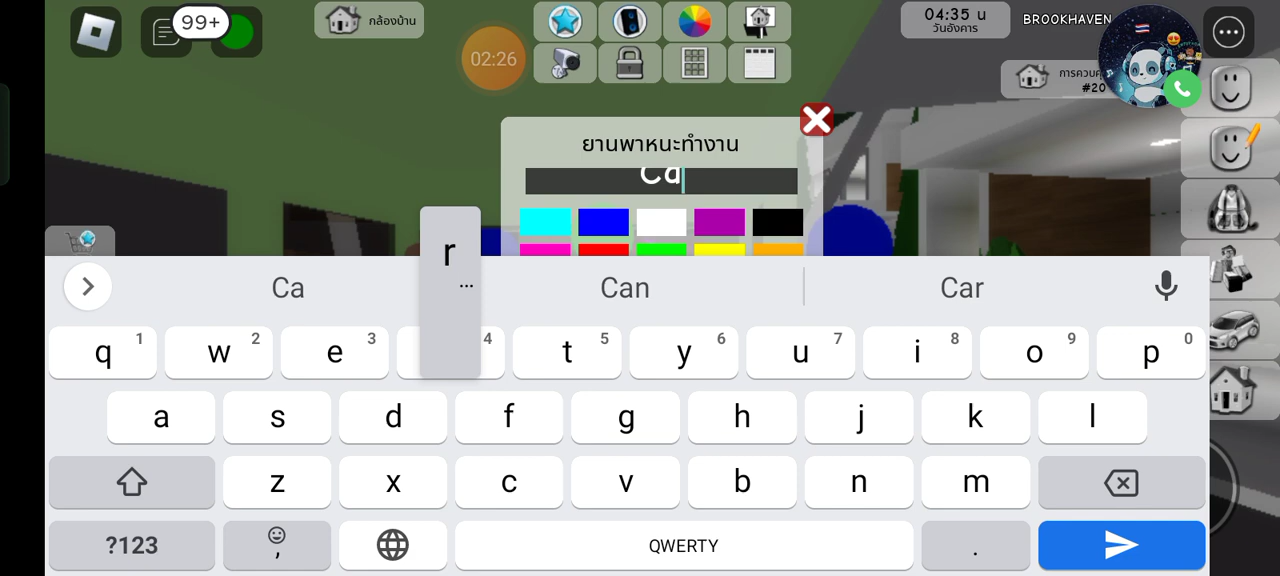 99+
กล้องบ้าน
02:26
04:35 น
วันอังคาร
BROOKHAVEN
#20
ยานพาหนะทำงาน
Ca
r
...
Ca
Can
Car
q 1 w 2 e 3 4 t 5 y 6 u 7 i 8 o 9 p 0
a s d f g h j k l
z x c v b n m
?123 , QWERTY .